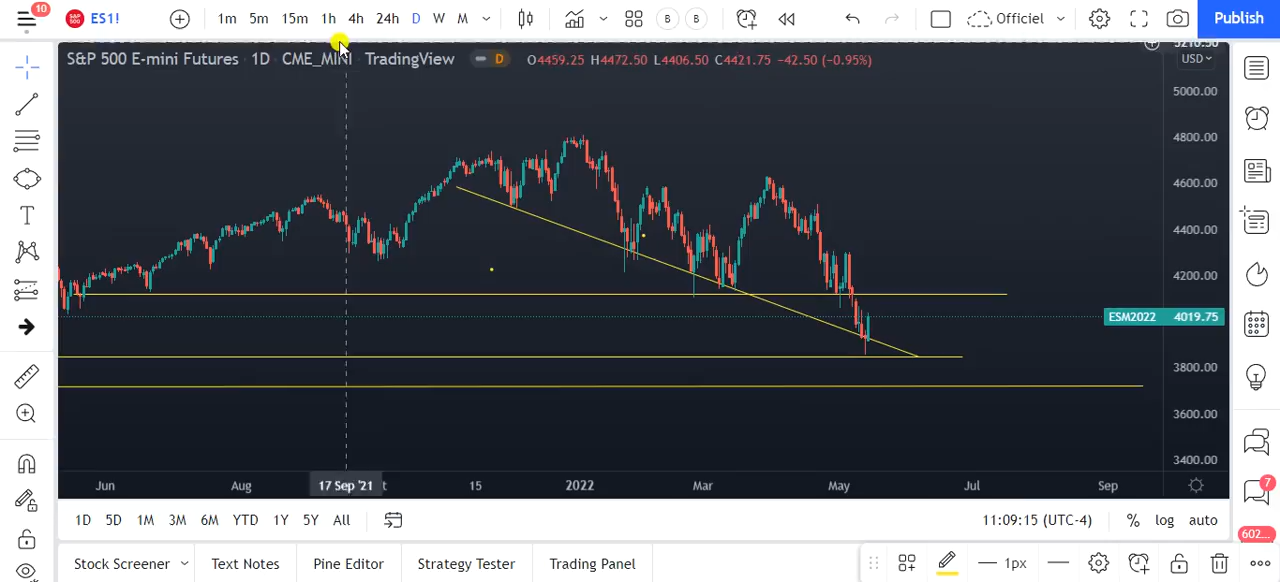 10
ES1!
1m 5m 15m 1h 4h 24h D W M
B B
Officiel
Publish
S&P 500 E-mini Futures 1D CME_MINI TradingView
D
O4459.25 H4472.50 L4406.50 C4421.75 −42.50 (−0.95%)
5210.50
USD
5000.00
4800.00
4600.00
4400.00
4200.00
ESM2022 4019.75
3800.00
3600.00
3400.00
Jun Aug 17 Sep '21 t 15 2022 Mar May Jul Sep
1D 5D 1M 3M 6M YTD 1Y 5Y All
11:09:15 (UTC-4) % log auto
7
602...
Stock Screener Text Notes Pine Editor Strategy Tester Trading Panel
1px